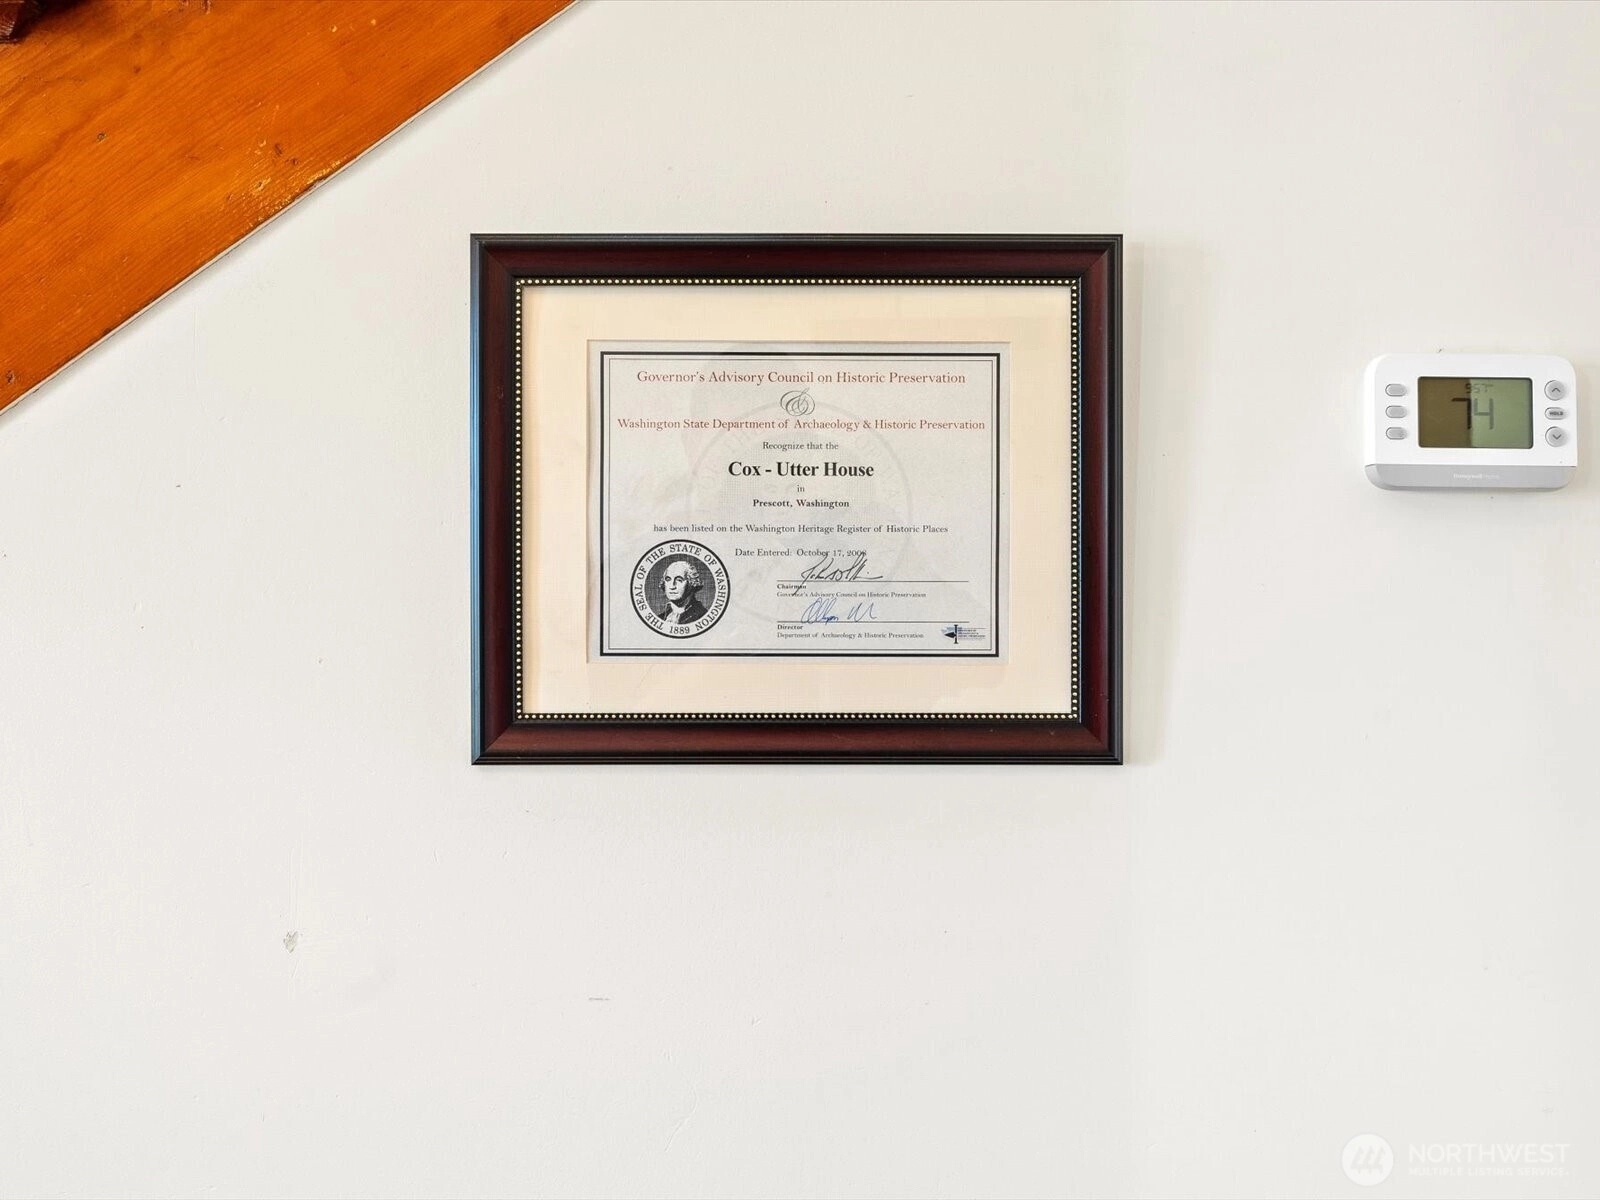 Governor's Advisory Council on Historic Preservation
&
Washington State Department of Archaeology & Historic Preservation
Recognize that the
Cox - Utter House
in
Prescott, Washington
has been listed on the Washington Heritage Register of Historic Places
Date Entered: October 17,
Chairman
Governor's Advisory Council on Historic Preservation
Director
Department of Archaeology & Historic Preservation
THE SEAL OF THE STATE OF WASHINGTON
1889
74
HOLD
Honeywell Home
NORTHWEST
MULTIPLE LISTING SERVICE